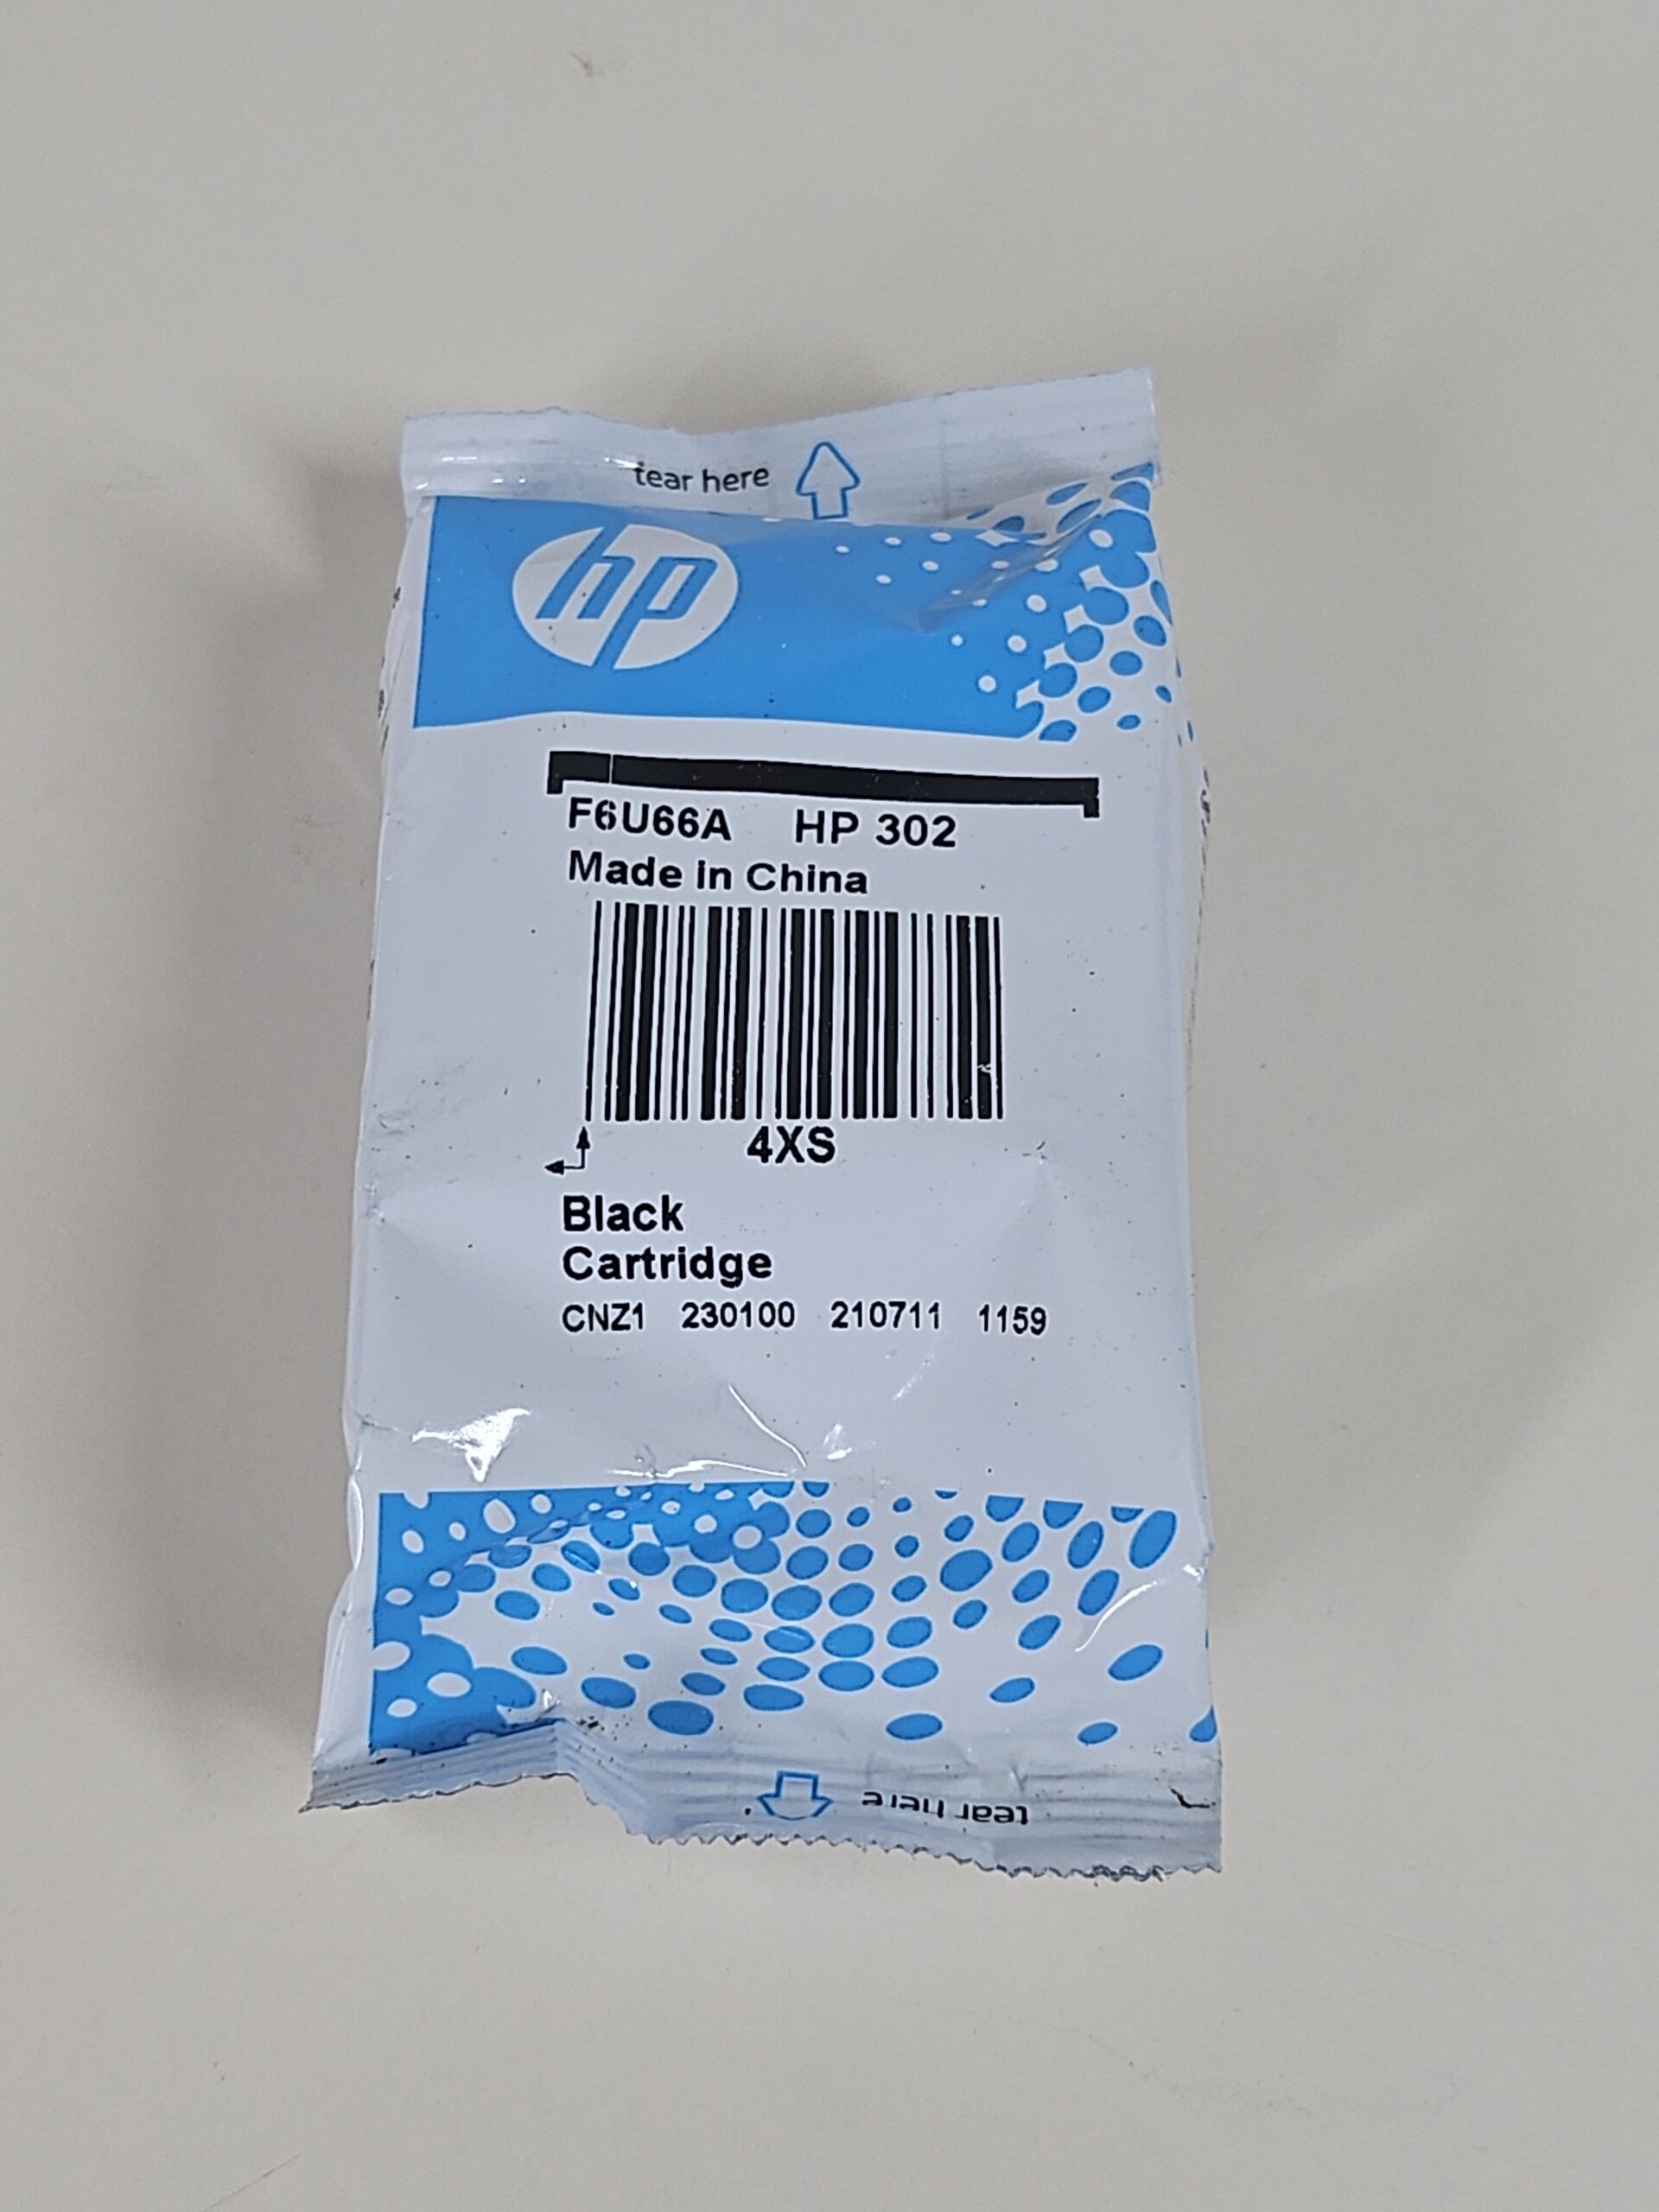 tear here
hp
F6U66A HP 302
Made in China
4XS
Black
Cartridge
CNZ1 230100 210711 1159
tear here